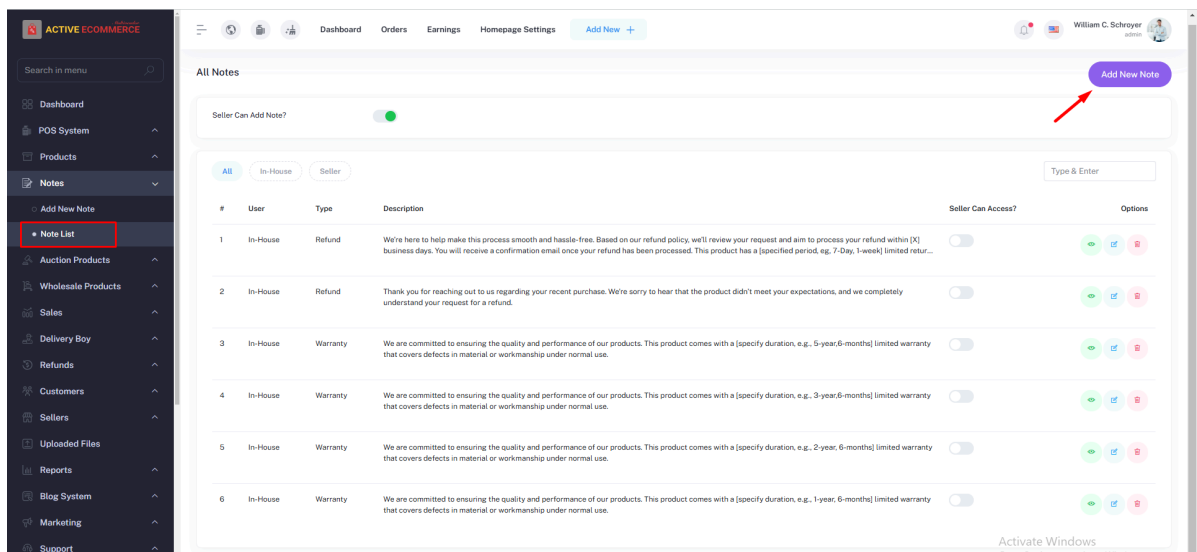 ACTIVE ECOMMERCE
Search in menu
Dashboard
POS System
Products
Notes
Add New Note
Note List
Auction Products
Wholesale Products
Sales
Delivery Boy
Refunds
Customers
Sellers
Uploaded Files
Reports
Blog System
Marketing
Support
Dashboard Orders Earnings Homepage Settings Add New +
William C. Schroyer
admin
All Notes
Add New Note
Seller Can Add Note?
All In-House Seller
Type & Enter
# User Type Description Seller Can Access? Options
1 In-House Refund We're here to help make this process smooth and hassle-free. Based on our refund policy, we'll review your request and aim to process your refund within [X]
business days. You will receive a confirmation email once your refund has been processed. This product has a [specified period, eg, 7-Day, 1-week] limited retur...
2 In-House Refund Thank you for reaching out to us regarding your recent purchase. We're sorry to hear that the product didn't meet your expectations, and we completely
understand your request for a refund.
3 In-House Warranty We are committed to ensuring the quality and performance of our products. This product comes with a [specify duration, e.g., 5-year,6-months] limited warranty
that covers defects in material or workmanship under normal use.
4 In-House Warranty We are committed to ensuring the quality and performance of our products. This product comes with a [specify duration, e.g., 3-year,6-months] limited warranty
that covers defects in material or workmanship under normal use.
5 In-House Warranty We are committed to ensuring the quality and performance of our products. This product comes with a [specify duration, e.g., 2-year, 6-months] limited warranty
that covers defects in material or workmanship under normal use.
6 In-House Warranty We are committed to ensuring the quality and performance of our products. This product comes with a [specify duration, e.g., 1-year, 6-months] limited warranty
that covers defects in material or workmanship under normal use.
Activate Windows